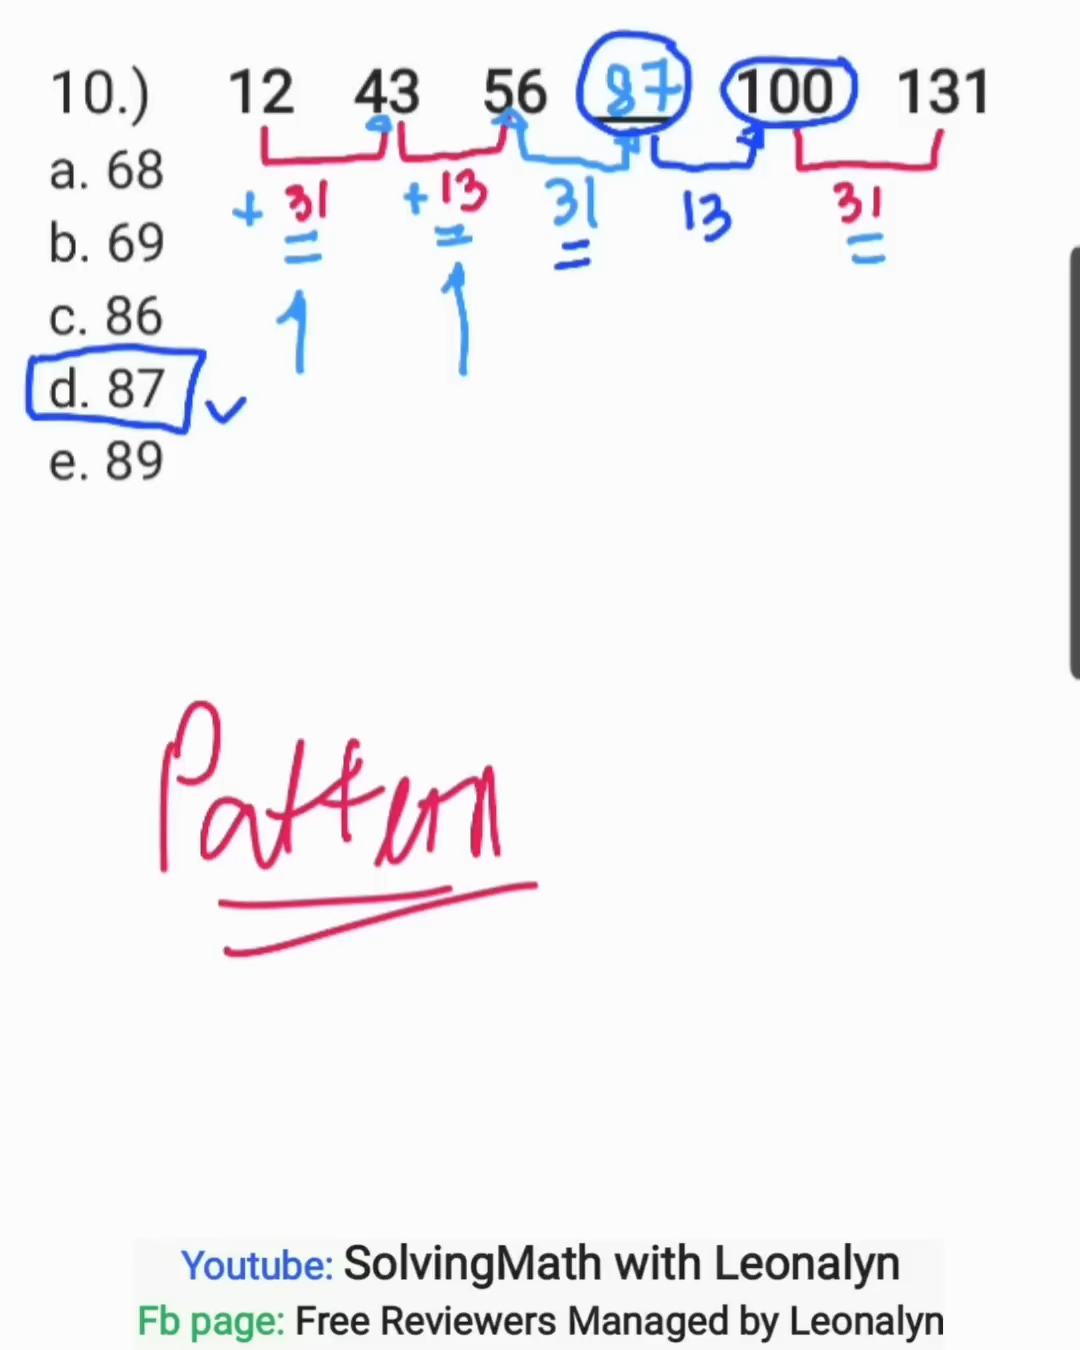 10.) 12 43 56 87 100 131
+ 31 + 13 31 13 31
a. 68
b. 69
c. 86
d. 87
e. 89
Pattern
Youtube: SolvingMath with Leonalyn
Fb page: Free Reviewers Managed by Leonalyn